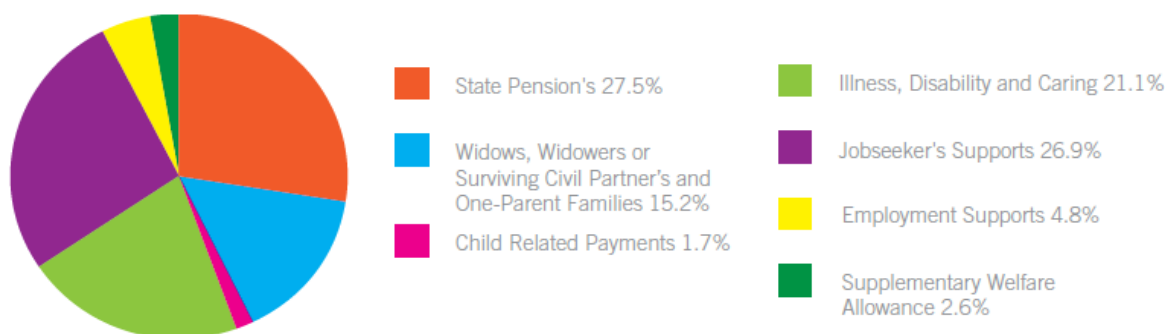 State Pension's 27.5%
Widows, Widowers or
Surviving Civil Partner's and
One-Parent Families 15.2%
Child Related Payments 1.7%
Illness, Disability and Caring 21.1%
Jobseeker's Supports 26.9%
Employment Supports 4.8%
Supplementary Welfare
Allowance 2.6%